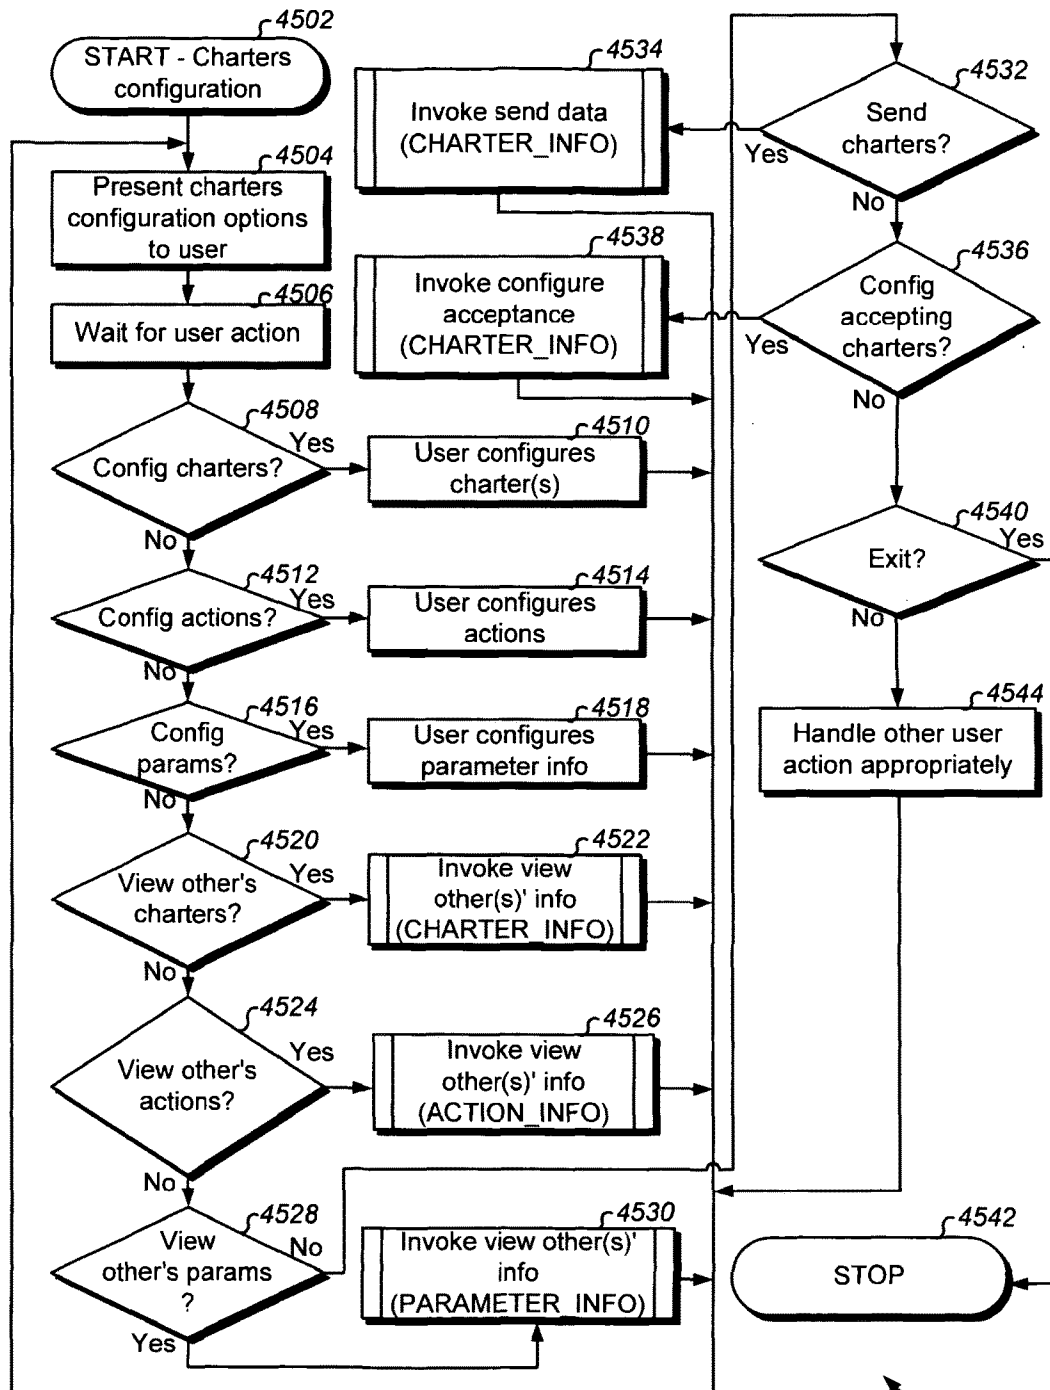 4502
START - Charters
configuration
4504
Present charters
configuration options
to user
4506
Wait for user action
4508
Config charters?
Yes
No
4510
User configures
charter(s)
4512
Config actions?
Yes
No
4514
User configures
actions
4516
Config
params?
Yes
No
4518
User configures
parameter info
4520
View other's
charters?
Yes
No
4522
Invoke view
other(s)' info
(CHARTER_INFO)
4524
View other's
actions?
Yes
No
4526
Invoke view
other(s)' info
(ACTION_INFO)
4528
View
other's params
?
No
Yes
4530
Invoke view other(s)'
info
(PARAMETER_INFO)
4532
Send
charters?
Yes
No
4534
Invoke send data
(CHARTER_INFO)
4536
Config
accepting
charters?
Yes
No
4538
Invoke configure
acceptance
(CHARTER_INFO)
4540
Exit?
Yes
No
4544
Handle other user
action appropriately
4542
STOP